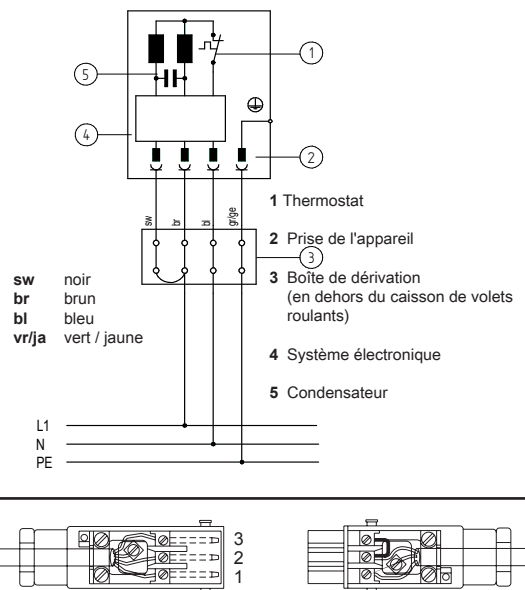 1
5
4
2
sw
br
bl
gr/ge
3
1 Thermostat
2 Prise de l'appareil
3 Boîte de dérivation
(en dehors du caisson de volets
roulants)
4 Système électronique
5 Condensateur
sw noir
br brun
bl bleu
vr/ja vert / jaune
L1
N
PE
3
2
1